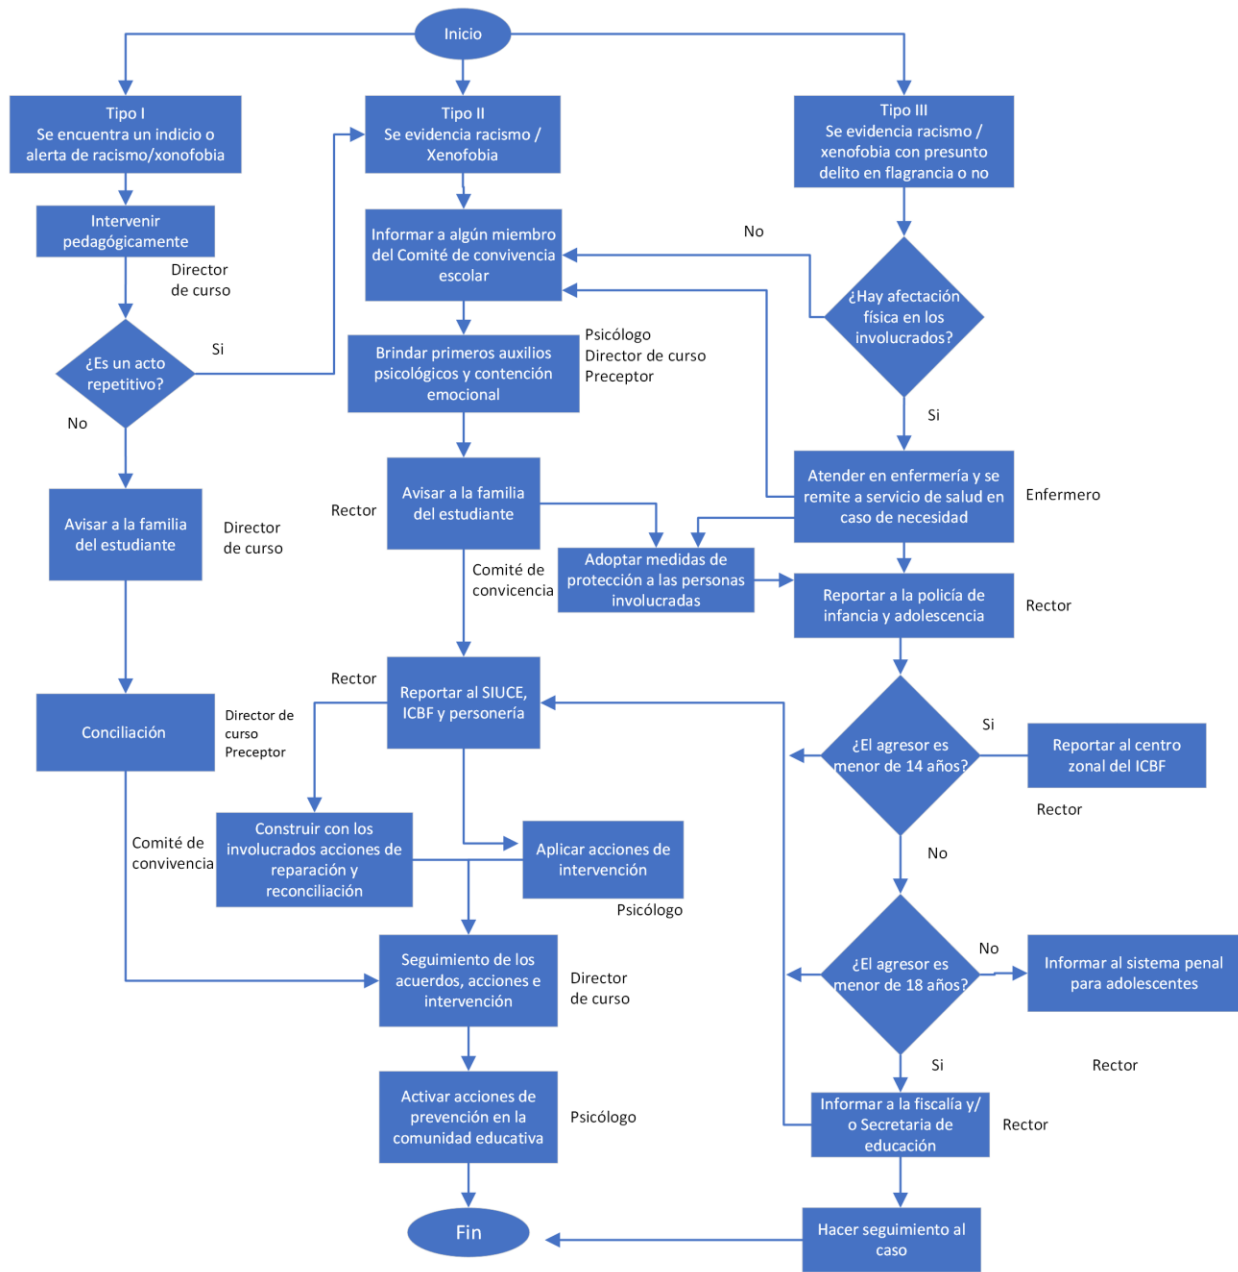 Inicio
Tipo I
Se encuentra un indicio o
alerta de racismo/xonofobia
Tipo II
Se evidencia racismo /
Xenofobia
Tipo III
Se evidencia racismo /
xenofobia con presunto
delito en flagrancia o no
Intervenir
pedagógicamente
Director
de curso
Informar a algún miembro
del Comité de convivencia
escolar
No
¿Hay afectación
física en los
involucrados?
¿Es un acto
repetitivo?
Si
No
Brindar primeros auxilios
psicológicos y contención
emocional
Psicólogo
Director de curso
Preceptor
Si
Avisar a la familia
del estudiante
Director
de curso
Rector
Avisar a la familia
del estudiante
Atender en enfermería y se
remite a servicio de salud en
caso de necesidad
Enfermero
Comité de
convicencia
Adoptar medidas de
protección a las personas
involucradas
Reportar a la policía de
infancia y adolescencia
Rector
Conciliación
Director de
curso
Preceptor
Rector
Reportar al SIUCE,
ICBF y personería
¿El agresor es
menor de 14 años?
Si
Reportar al centro
zonal del ICBF
Rector
Comité de
convivencia
Construir con los
involucrados acciones de
reparación y
reconciliación
Aplicar acciones de
intervención
Psicólogo
No
Seguimiento de los
acuerdos, acciones e
intervención
Director
de curso
¿El agresor es
menor de 18 años?
No
Informar al sistema penal
para adolescentes
Rector
Si
Activar acciones de
prevención en la
comunidad educativa
Psicólogo
Informar a la fiscalía y/
o Secretaria de
educación
Rector
Fin
Hacer seguimiento al
caso